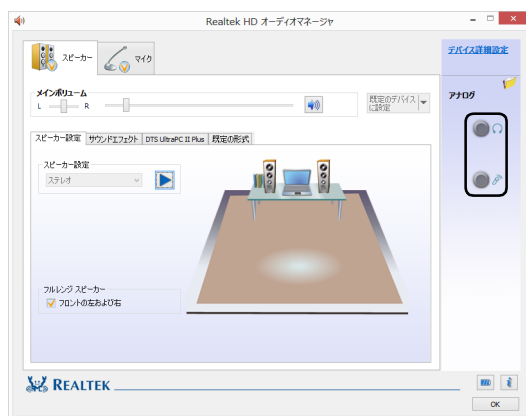 Realtek HD オーディオマネージャ
スピーカー
マイク
デバイス詳細設定
メインボリューム
L
R
既定のデバイス
に設定
アナログ
スピーカー設定
サウンドエフェクト
DTS UltraPC II Plus
既定の形式
スピーカー設定
ステレオ
フルレンジ スピーカー
フロントの左および右
REALTEK
OK